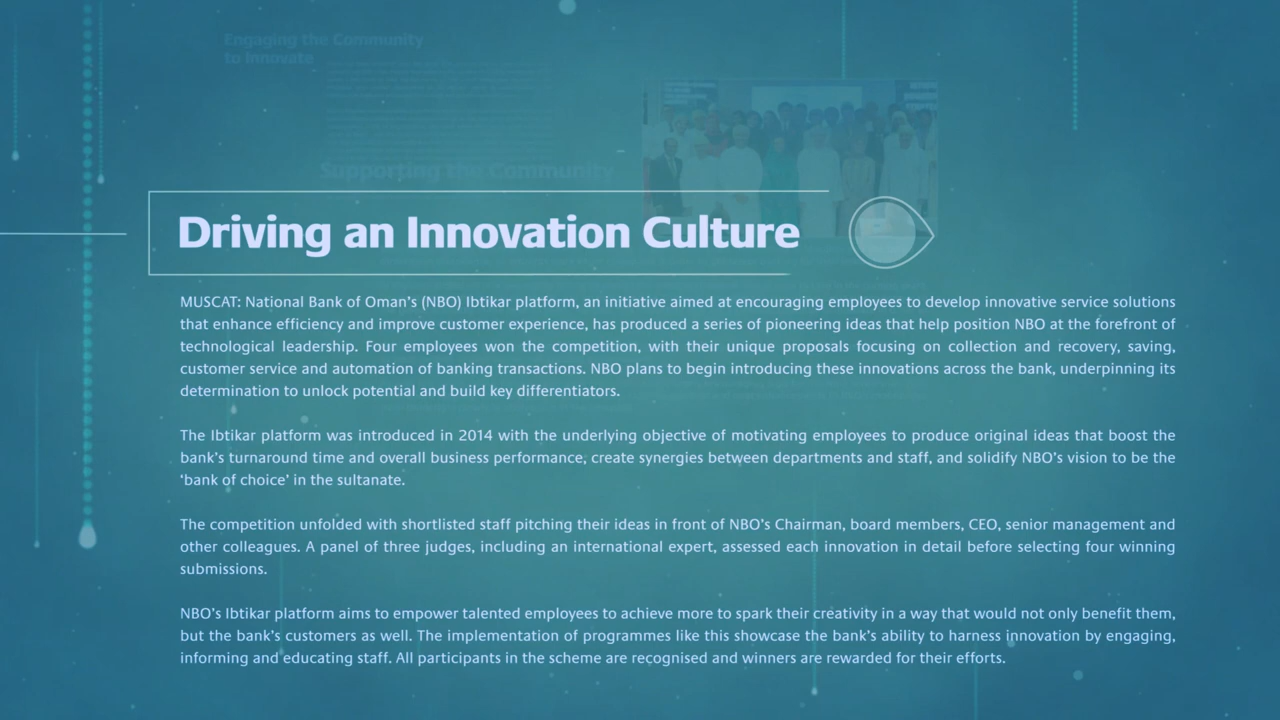 Engaging the Community
to Innovate
Supporting the Community
Driving an Innovation Culture
MUSCAT: National Bank of Oman's (NBO) Ibtikar platform, an initiative aimed at encouraging employees to develop innovative service solutions
that enhance efficiency and improve customer experience, has produced a series of pioneering ideas that help position NBO at the forefront of
technological leadership. Four employees won the competition, with their unique proposals focusing on collection and recovery, saving,
customer service and automation of banking transactions. NBO plans to begin introducing these innovations across the bank, underpinning its
determination to unlock potential and build key differentiators.
The Ibtikar platform was introduced in 2014 with the underlying objective of motivating employees to produce original ideas that boost the
bank's turnaround time and overall business performance, create synergies between departments and staff, and solidify NBO's vision to be the
‘bank of choice’ in the sultanate.
The competition unfolded with shortlisted staff pitching their ideas in front of NBO's Chairman, board members, CEO, senior management and
other colleagues. A panel of three judges, including an international expert, assessed each innovation in detail before selecting four winning
submissions.
NBO's Ibtikar platform aims to empower talented employees to achieve more to spark their creativity in a way that would not only benefit them,
but the bank's customers as well. The implementation of programmes like this showcase the bank's ability to harness innovation by engaging,
informing and educating staff. All participants in the scheme are recognised and winners are rewarded for their efforts.